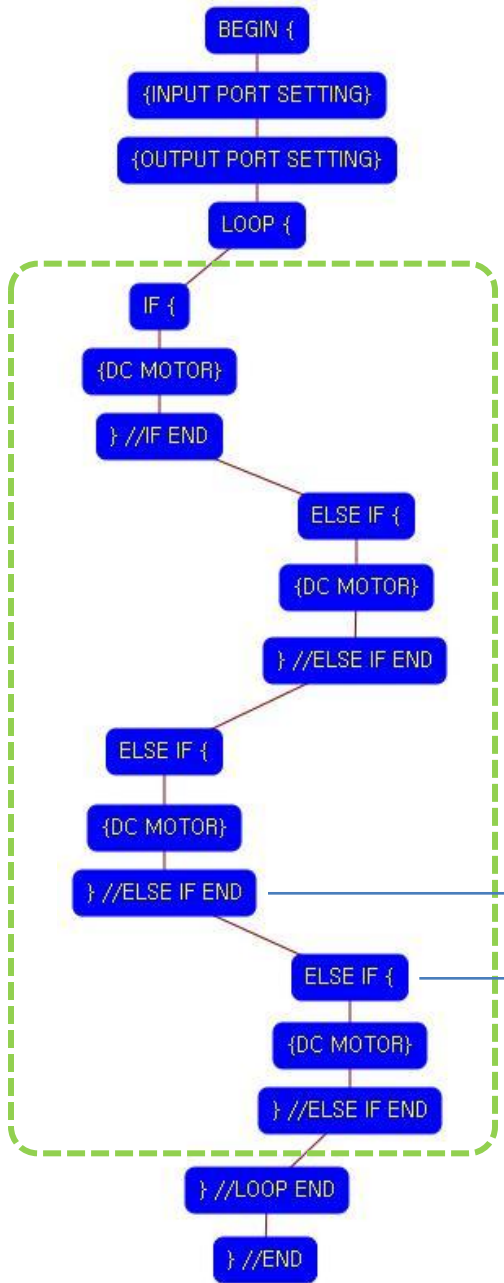 BEGIN {
{INPUT PORT SETTING}
{OUTPUT PORT SETTING}
LOOP {
IF {
{DC MOTOR}
} //IF END
ELSE IF {
{DC MOTOR}
} //ELSE IF END
ELSE IF {
{DC MOTOR}
} //ELSE IF END
ELSE IF {
{DC MOTOR}
} //ELSE IF END
} //LOOP END
} //END